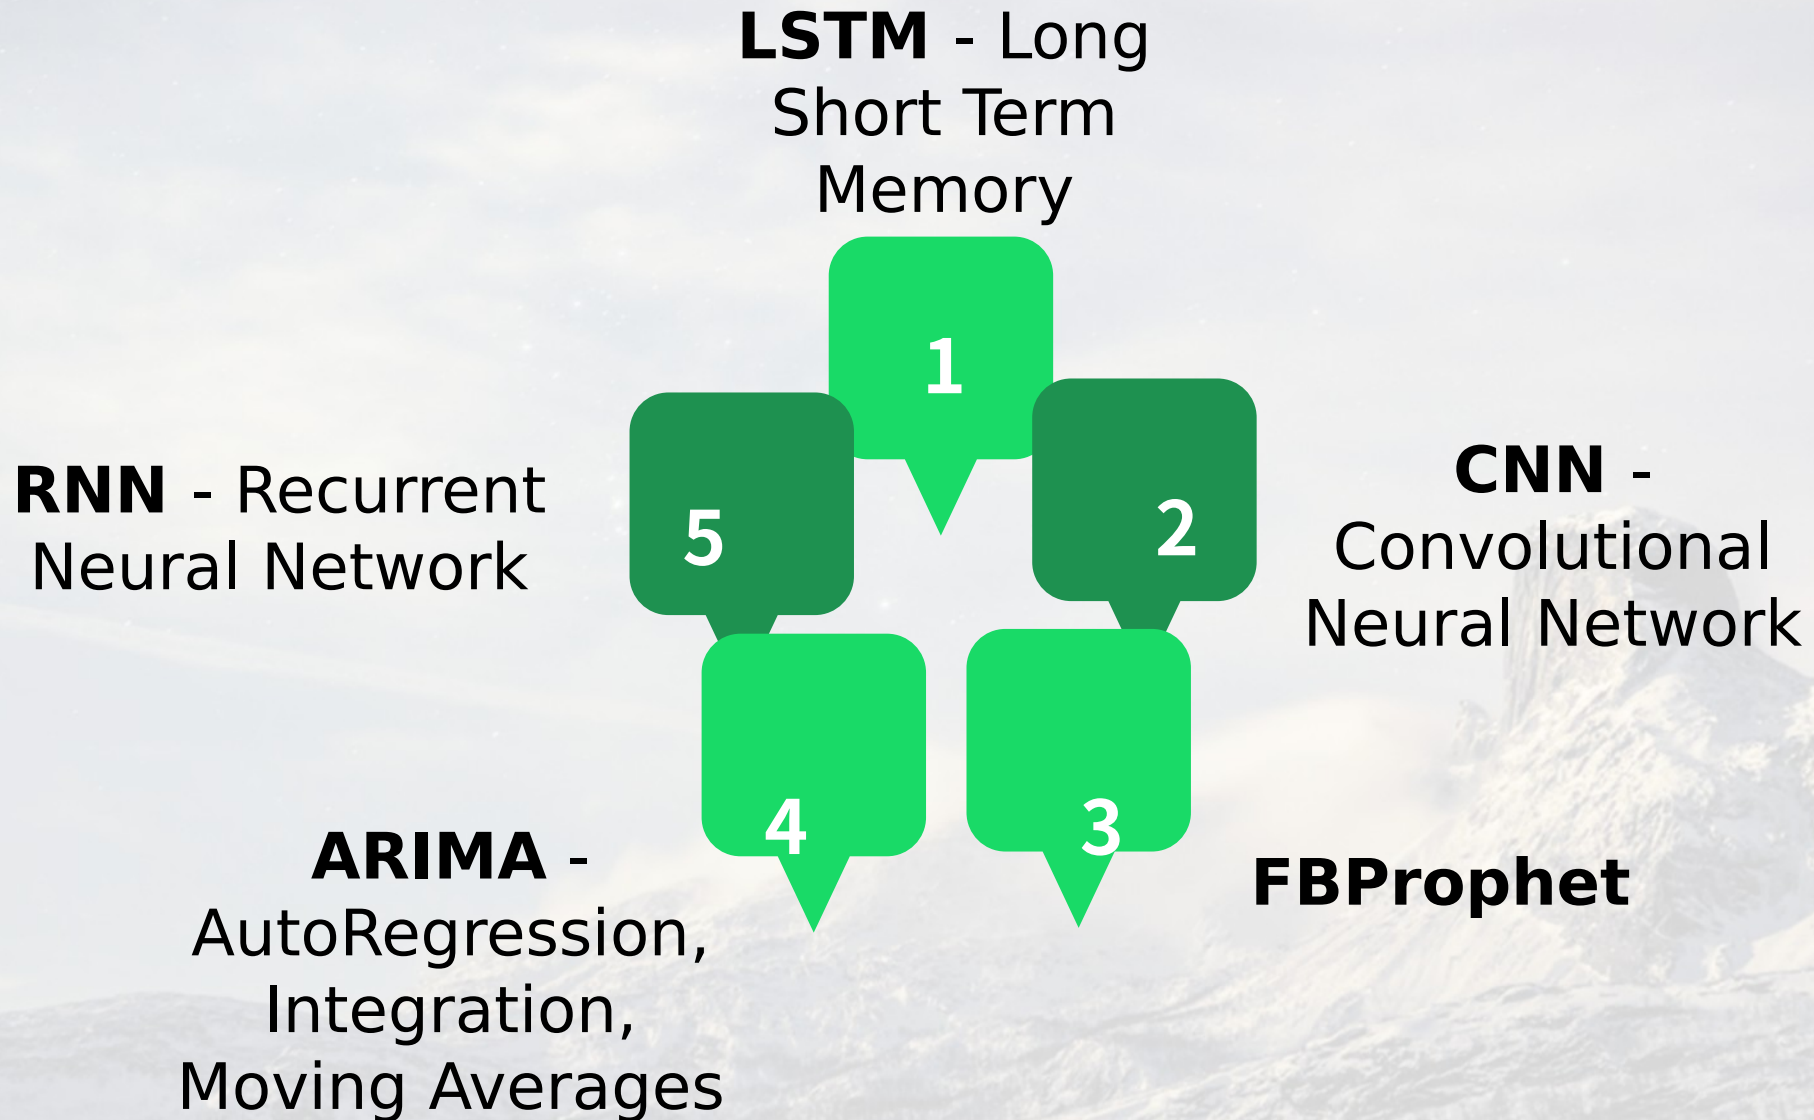 LSTM - Long
Short Term
Memory
1
2
CNN -
Convolutional
Neural Network
3
FBProphet
4
ARIMA -
AutoRegression,
Integration,
Moving Averages
5
RNN - Recurrent
Neural Network